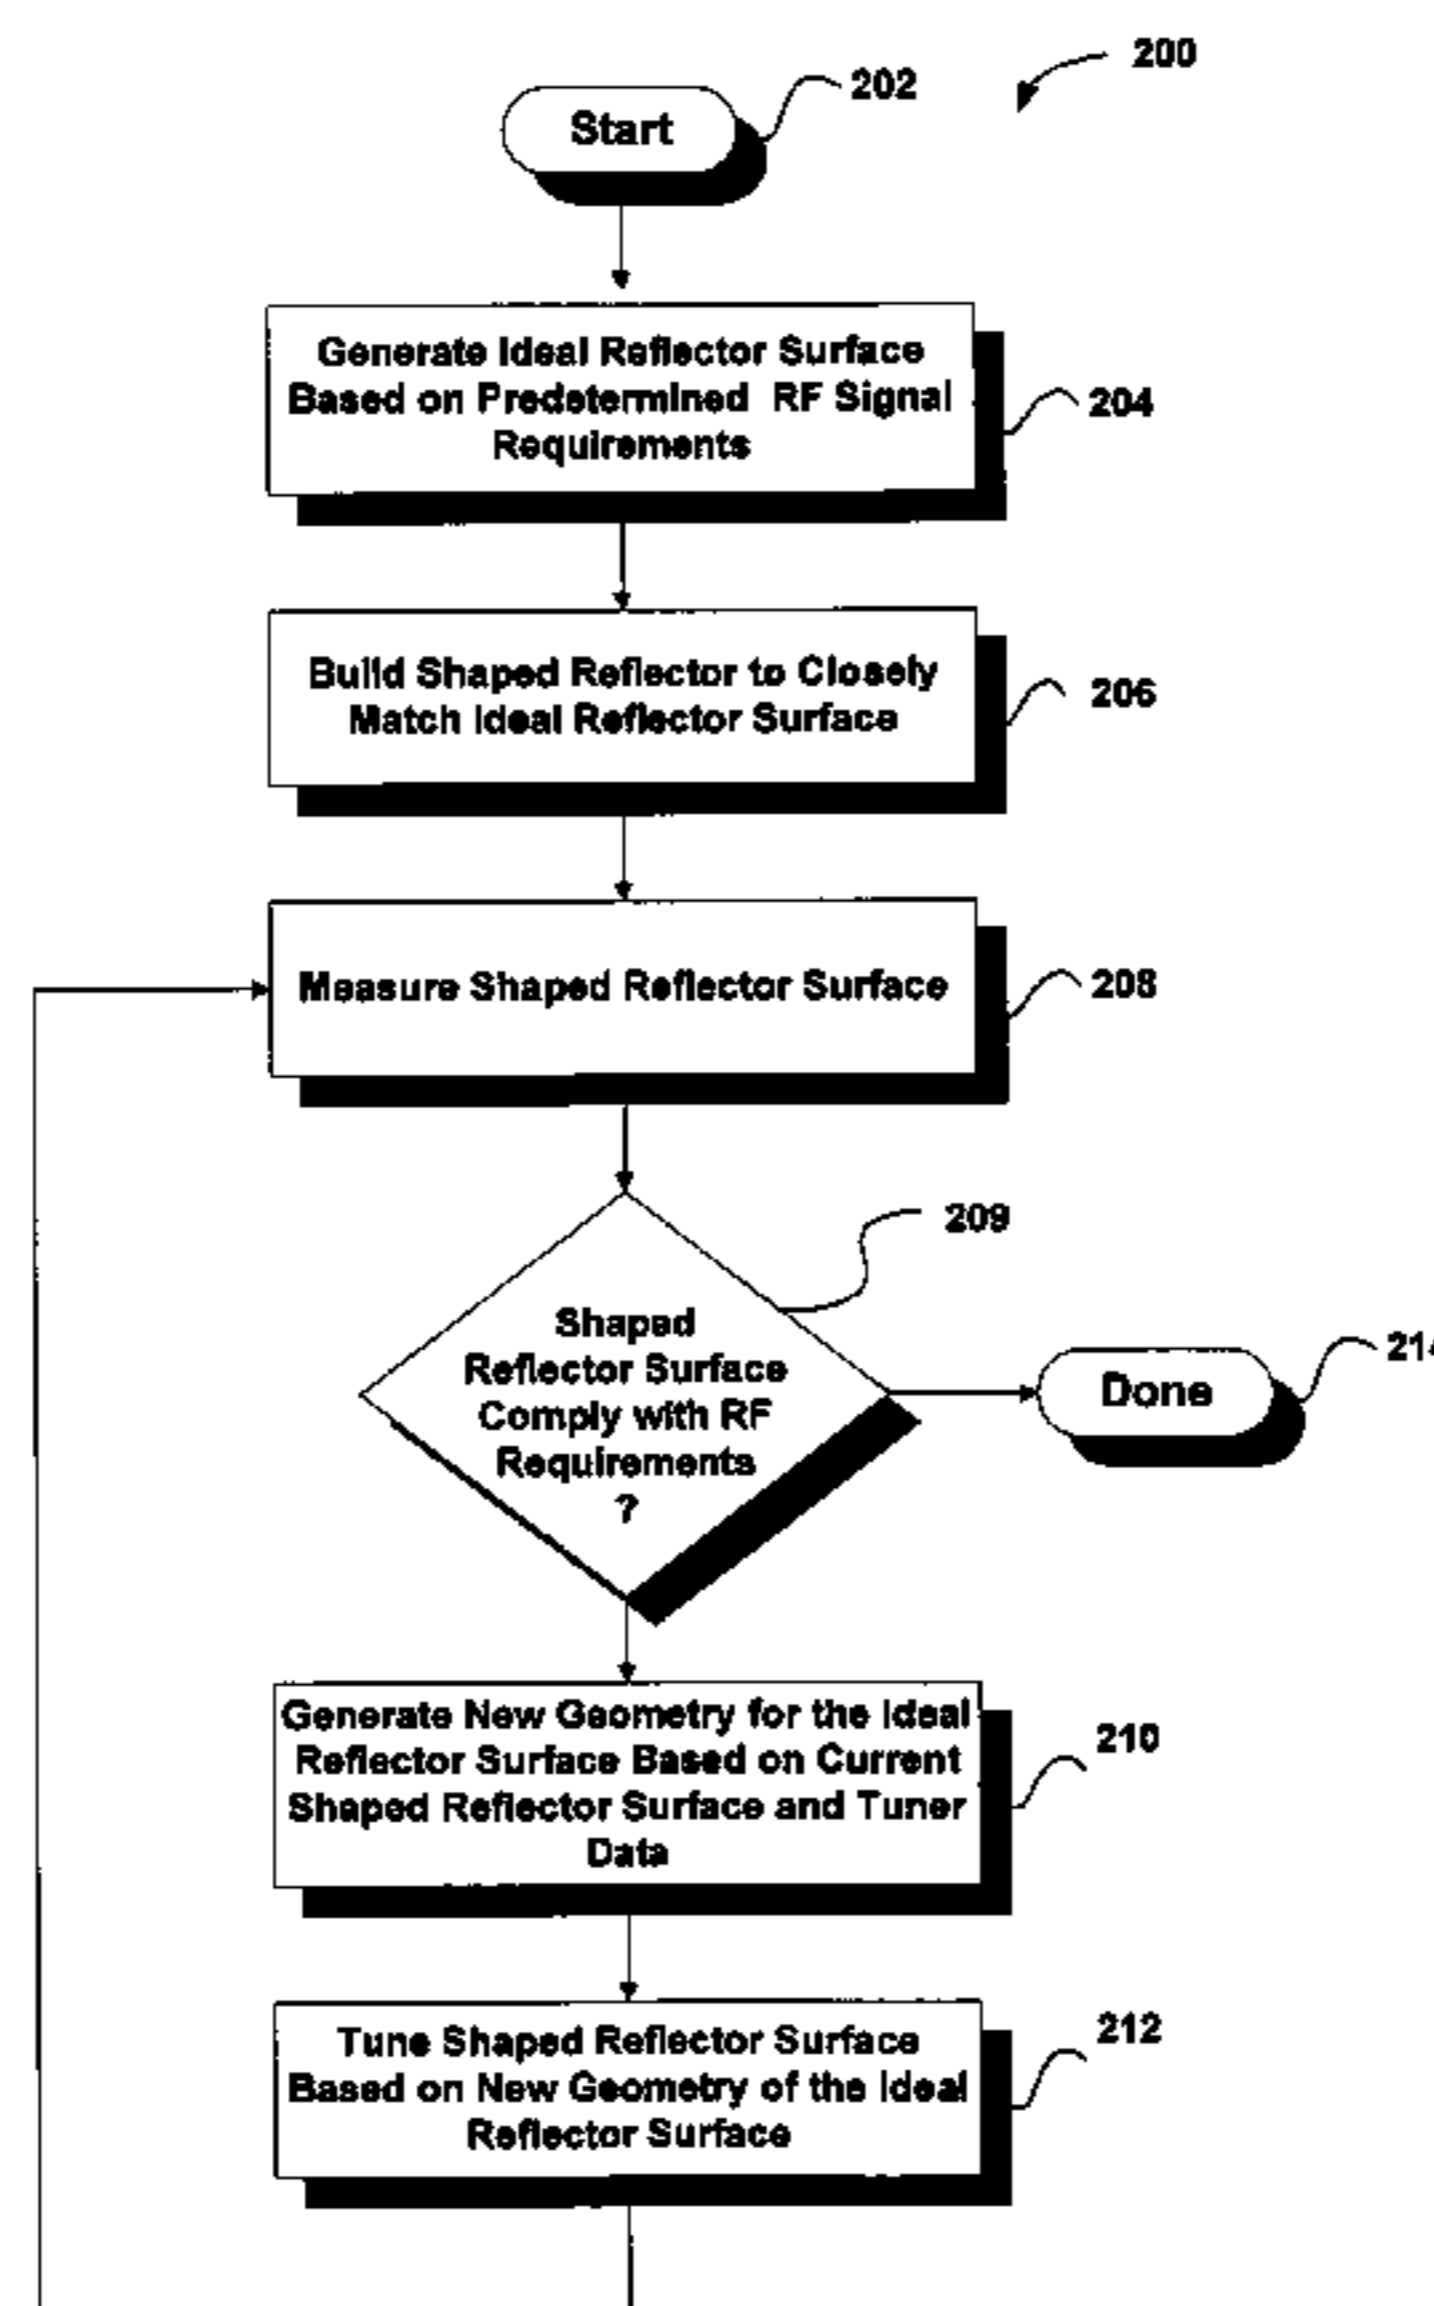 200
Start
202
Generate Ideal Reflector Surface
Based on Predetermined RF Signal
Requirements
204
Build Shaped Reflector to Closely
Match Ideal Reflector Surface
206
Measure Shaped Reflector Surface
208
209
Shaped
Reflector Surface
Comply with RF
Requirements
?
Done
Generate New Geometry for the Ideal
Reflector Surface Based on Current
Shaped Reflector Surface and Tuner
Data
210
Tune Shaped Reflector Surface
Based on New Geometry of the Ideal
Reflector Surface
212